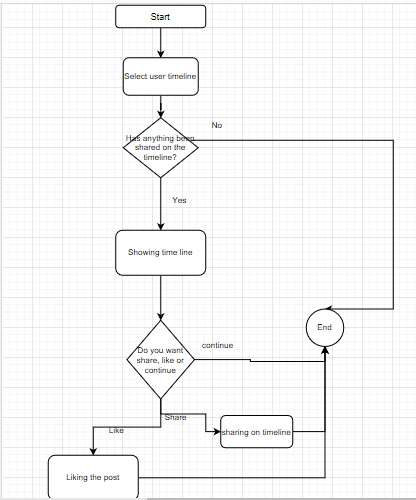 Start
Select user timeline
No
Has anything been
shared on the
timeline?
Yes
Showing time line
End
continue
Do you want
share, like or
continue
Share
Like
sharing on timeline
Liking the post